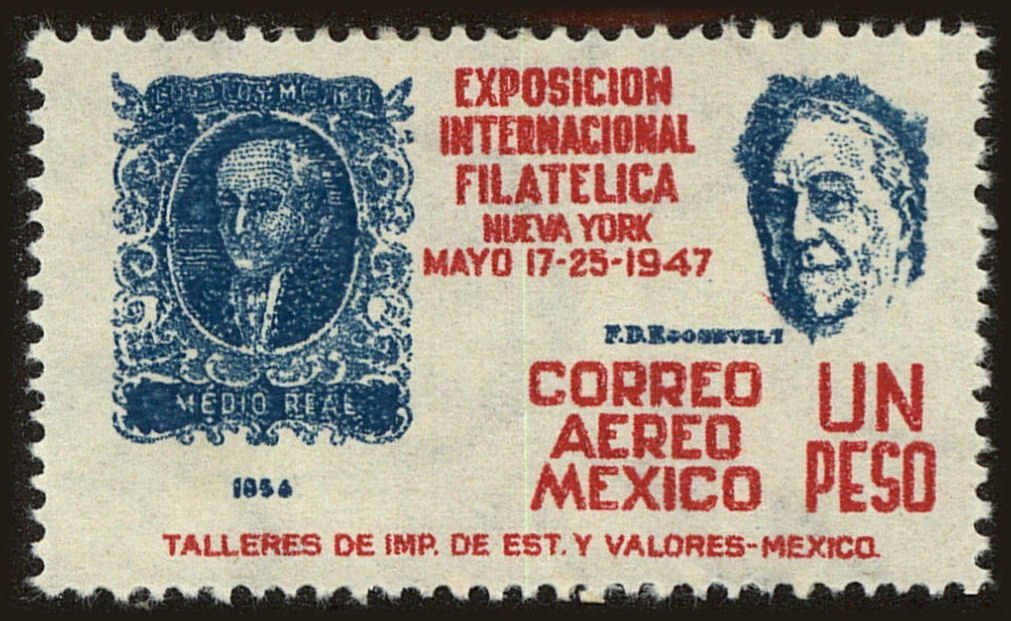 EXPOSICION
INTERNACIONAL
FILATELICA
NUEVA YORK
MAYO 17-25-1947
F.D.ROOSEVELT
MEDIO REAL
CORREO
AEREO
MEXICO
UN
PESO
1856
TALLERES DE IMP. DE EST. Y VALORES-MEXICO.